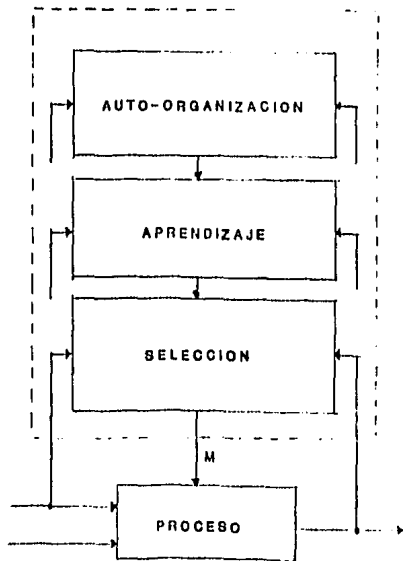 AUTO-ORGANIZACION
APRENDIZAJE
SELECCION
M
PROCESO